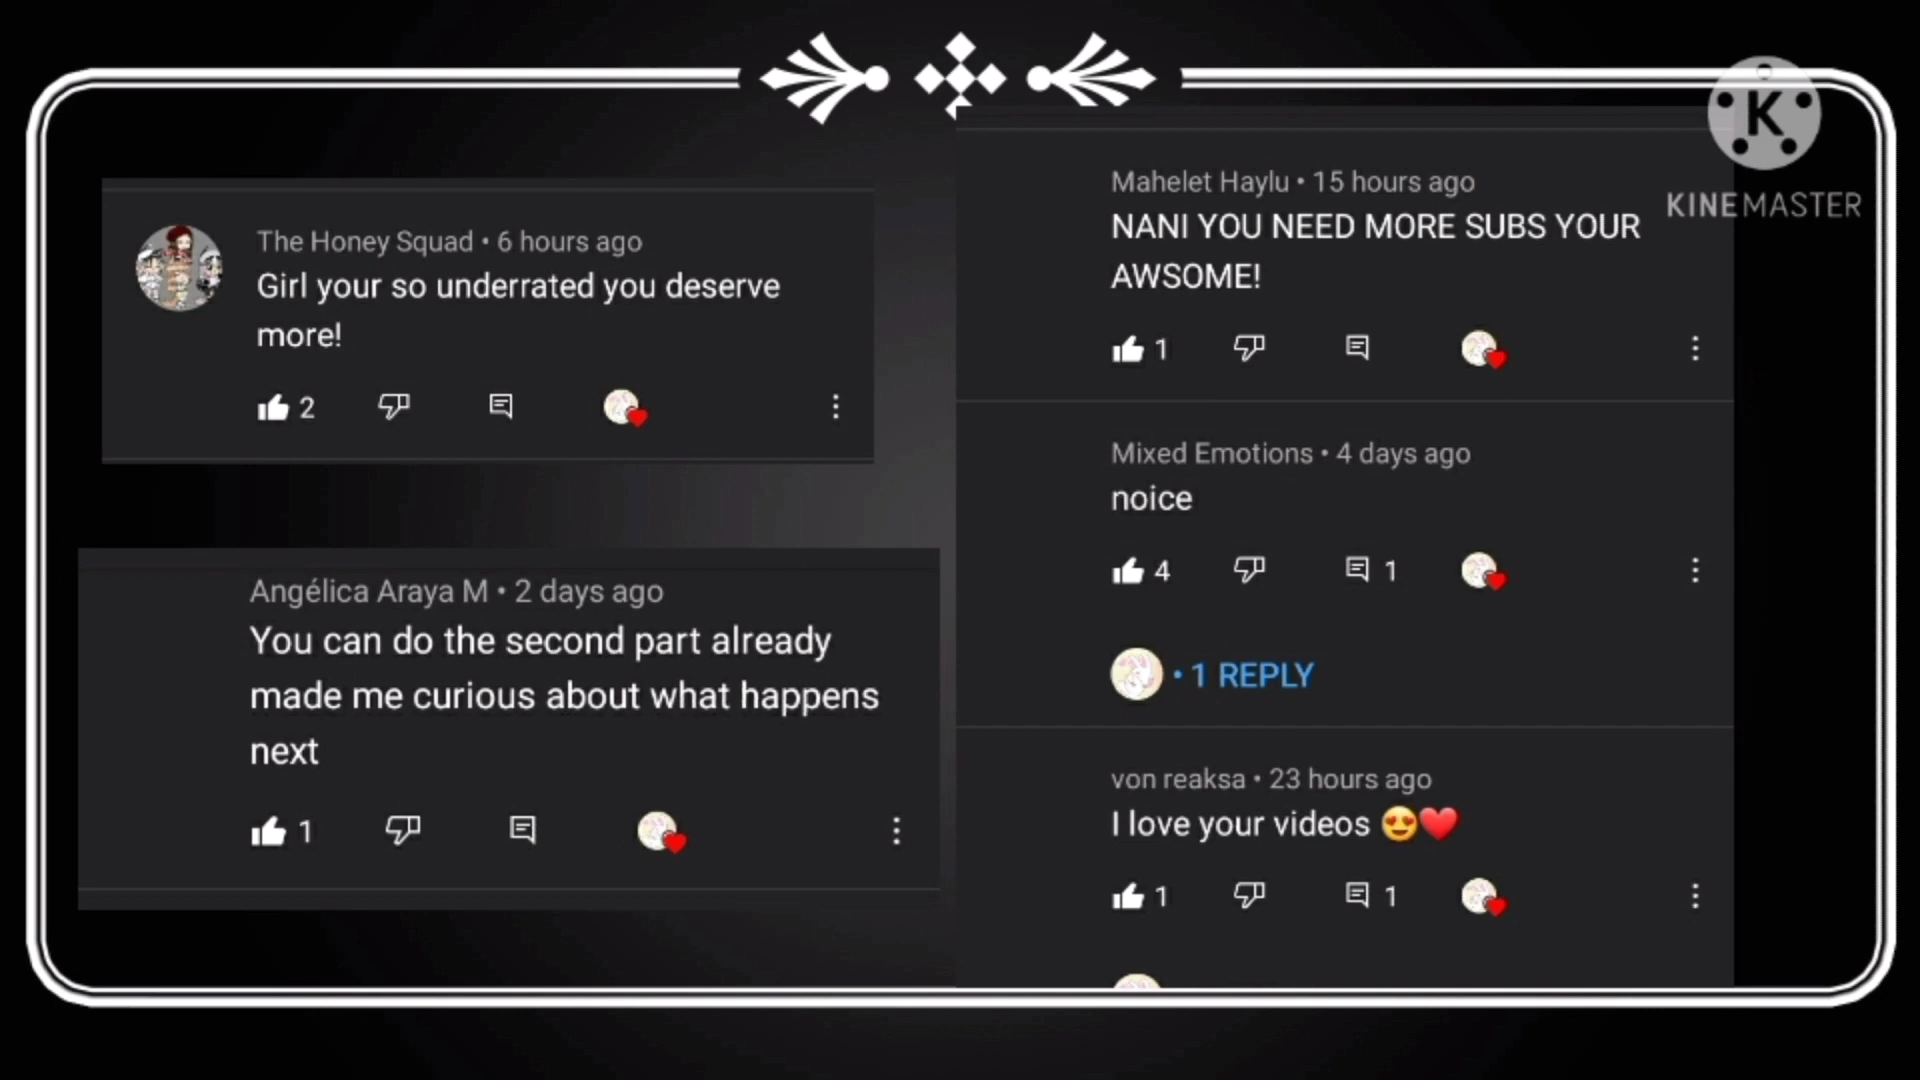 The Honey Squad • 6 hours ago
Girl your so underrated you deserve
more!
2
Angélica Araya M • 2 days ago
You can do the second part already
made me curious about what happens
next
1
Mahelet Haylu • 15 hours ago
NANI YOU NEED MORE SUBS YOUR
AWSOME!
1
Mixed Emotions • 4 days ago
noice
4 1
• 1 REPLY
von reaksa • 23 hours ago
I love your videos 😍❤️
1 1
K
KINEMASTER